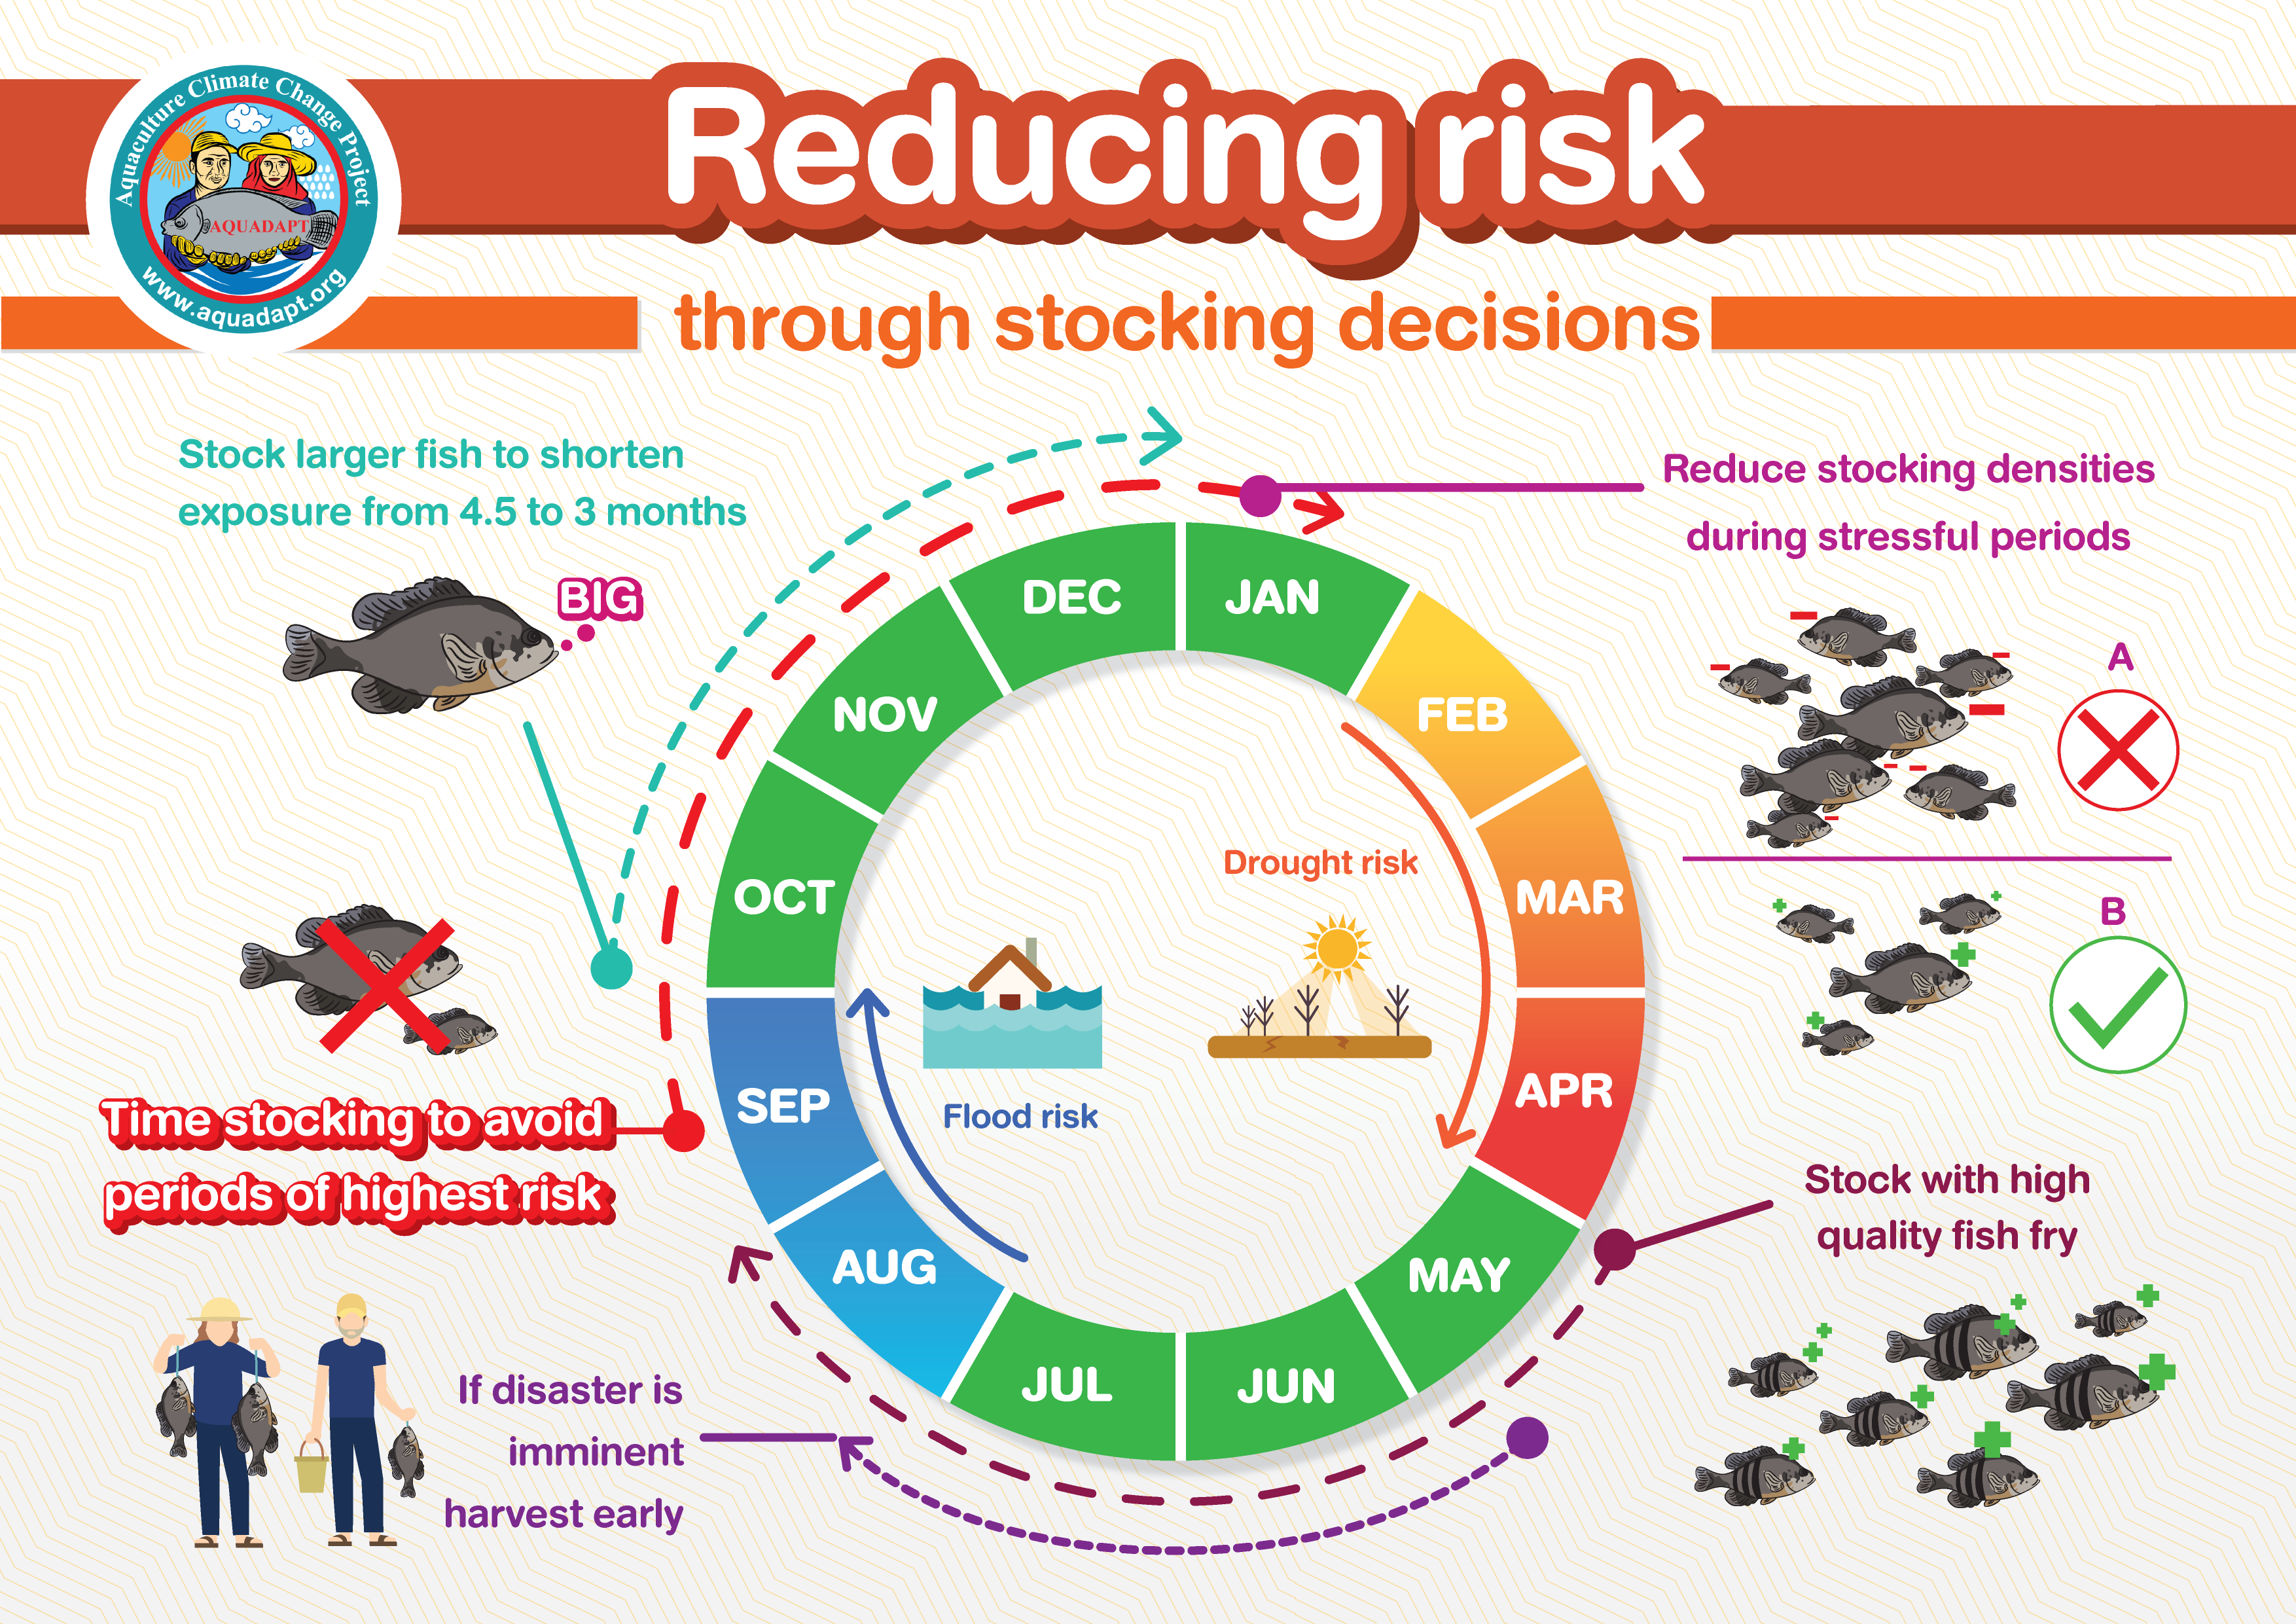 Aquaculture Climate Change Project
AQUADAPT
www.aquadapt.org
Reducing risk
through stocking decisions
Stock larger fish to shorten
exposure from 4.5 to 3 months
BIG
Reduce stocking densities
during stressful periods
A
B
DEC
JAN
NOV
FEB
OCT
MAR
SEP
APR
AUG
MAY
JUL
JUN
Drought risk
Flood risk
Time stocking to avoid
periods of highest risk
Stock with high
quality fish fry
If disaster is
imminent
harvest early